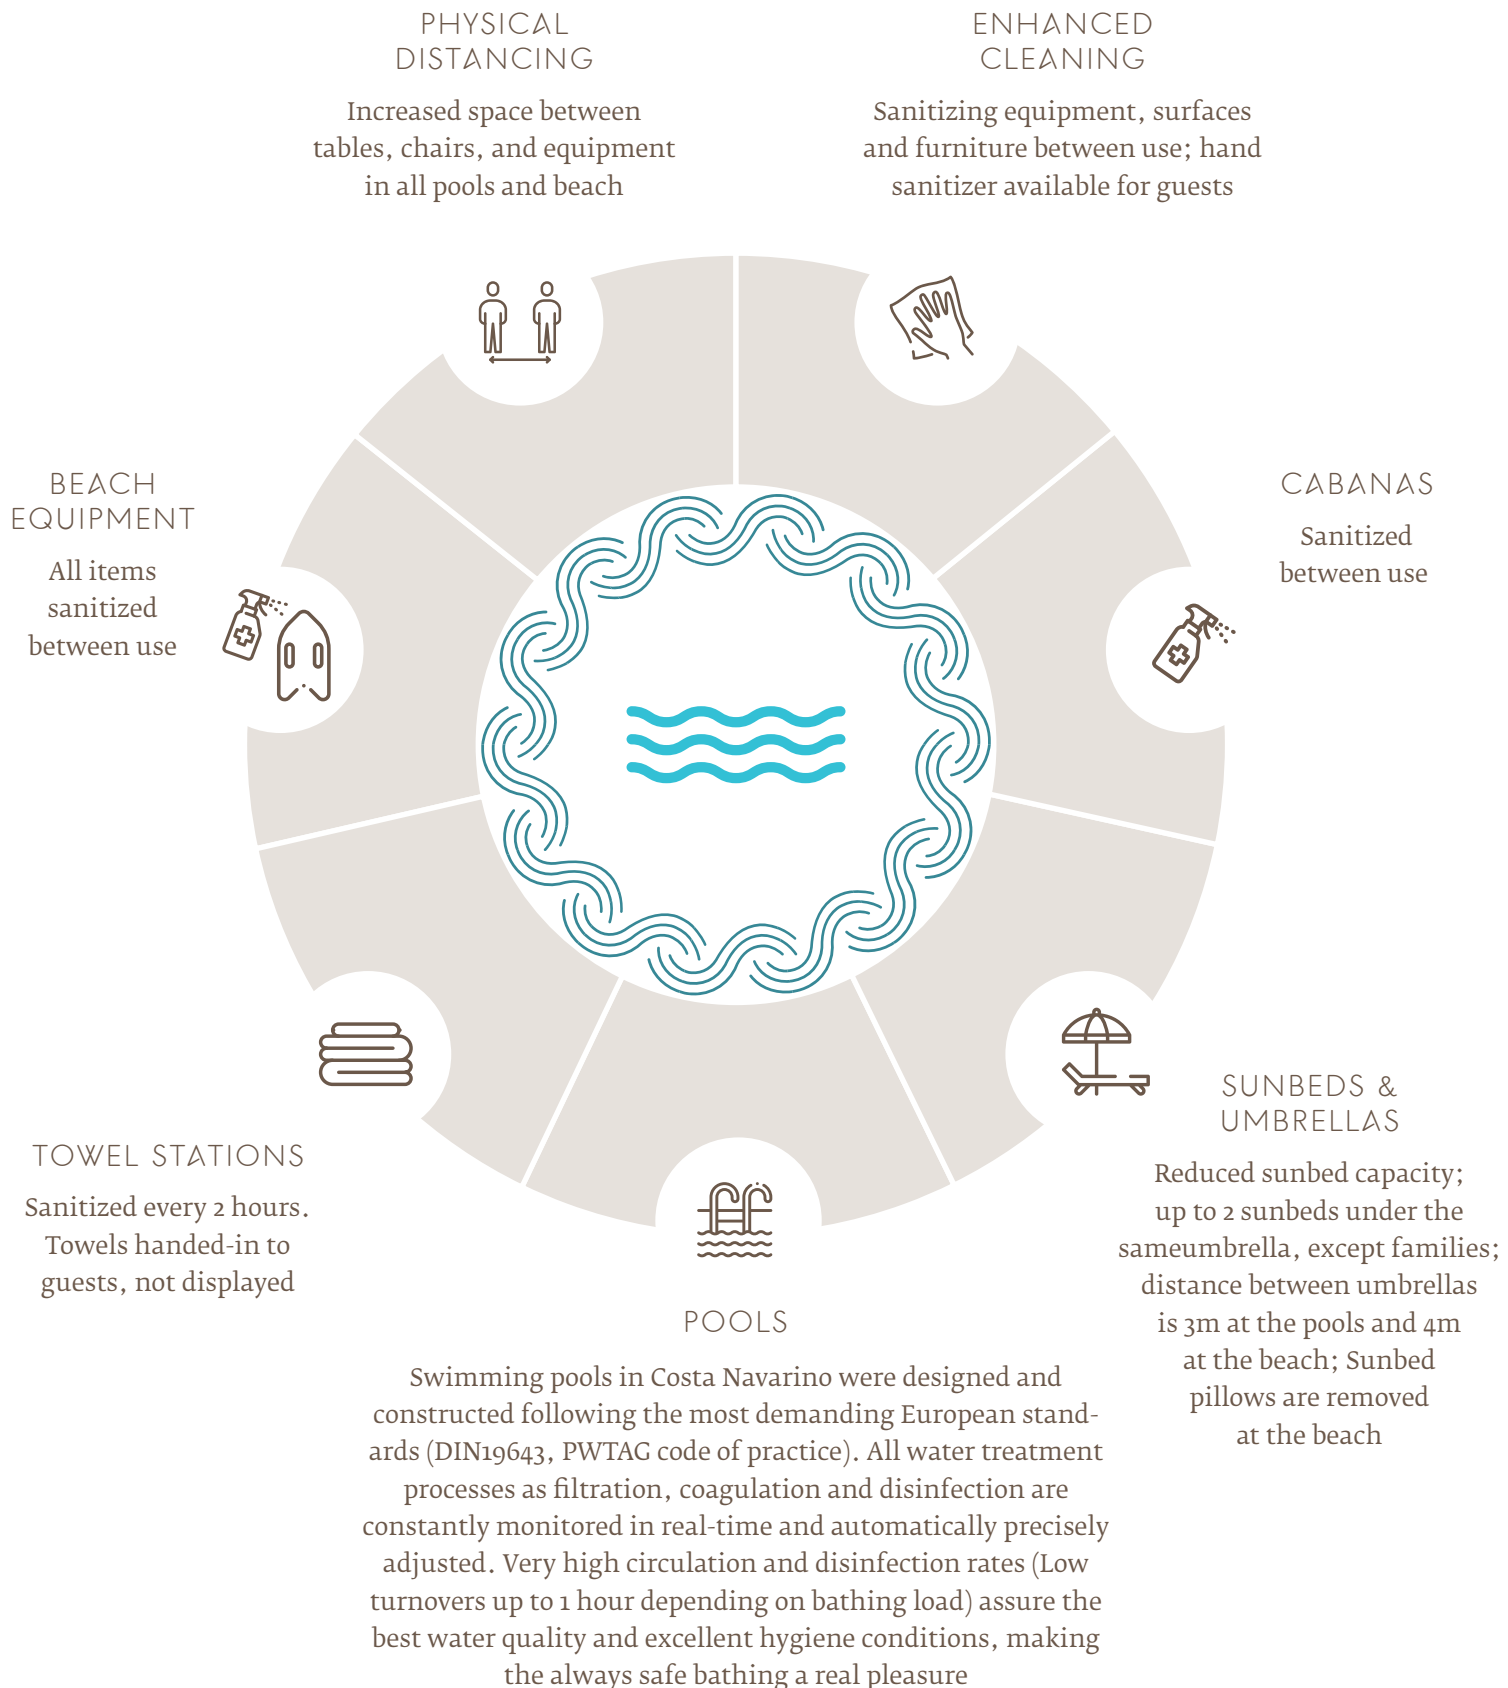 PHYSICAL
DISTANCING
Increased space between
tables, chairs, and equipment
in all pools and beach
ENHANCED
CLEANING
Sanitizing equipment, surfaces
and furniture between use; hand
sanitizer available for guests
BEACH
EQUIPMENT
All items
sanitized
between use
CABANAS
Sanitized
between use
TOWEL STATIONS
Sanitized every 2 hours.
Towels handed-in to
guests, not displayed
SUNBEDS &
UMBRELLAS
Reduced sunbed capacity;
up to 2 sunbeds under the
sameumbrella, except families;
distance between umbrellas
is 3m at the pools and 4m
at the beach; Sunbed
pillows are removed
at the beach
POOLS
Swimming pools in Costa Navarino were designed and
constructed following the most demanding European stand-
ards (DIN19643, PWTAG code of practice). All water treatment
processes as filtration, coagulation and disinfection are
constantly monitored in real-time and automatically precisely
adjusted. Very high circulation and disinfection rates (Low
turnovers up to 1 hour depending on bathing load) assure the
best water quality and excellent hygiene conditions, making
the always safe bathing a real pleasure